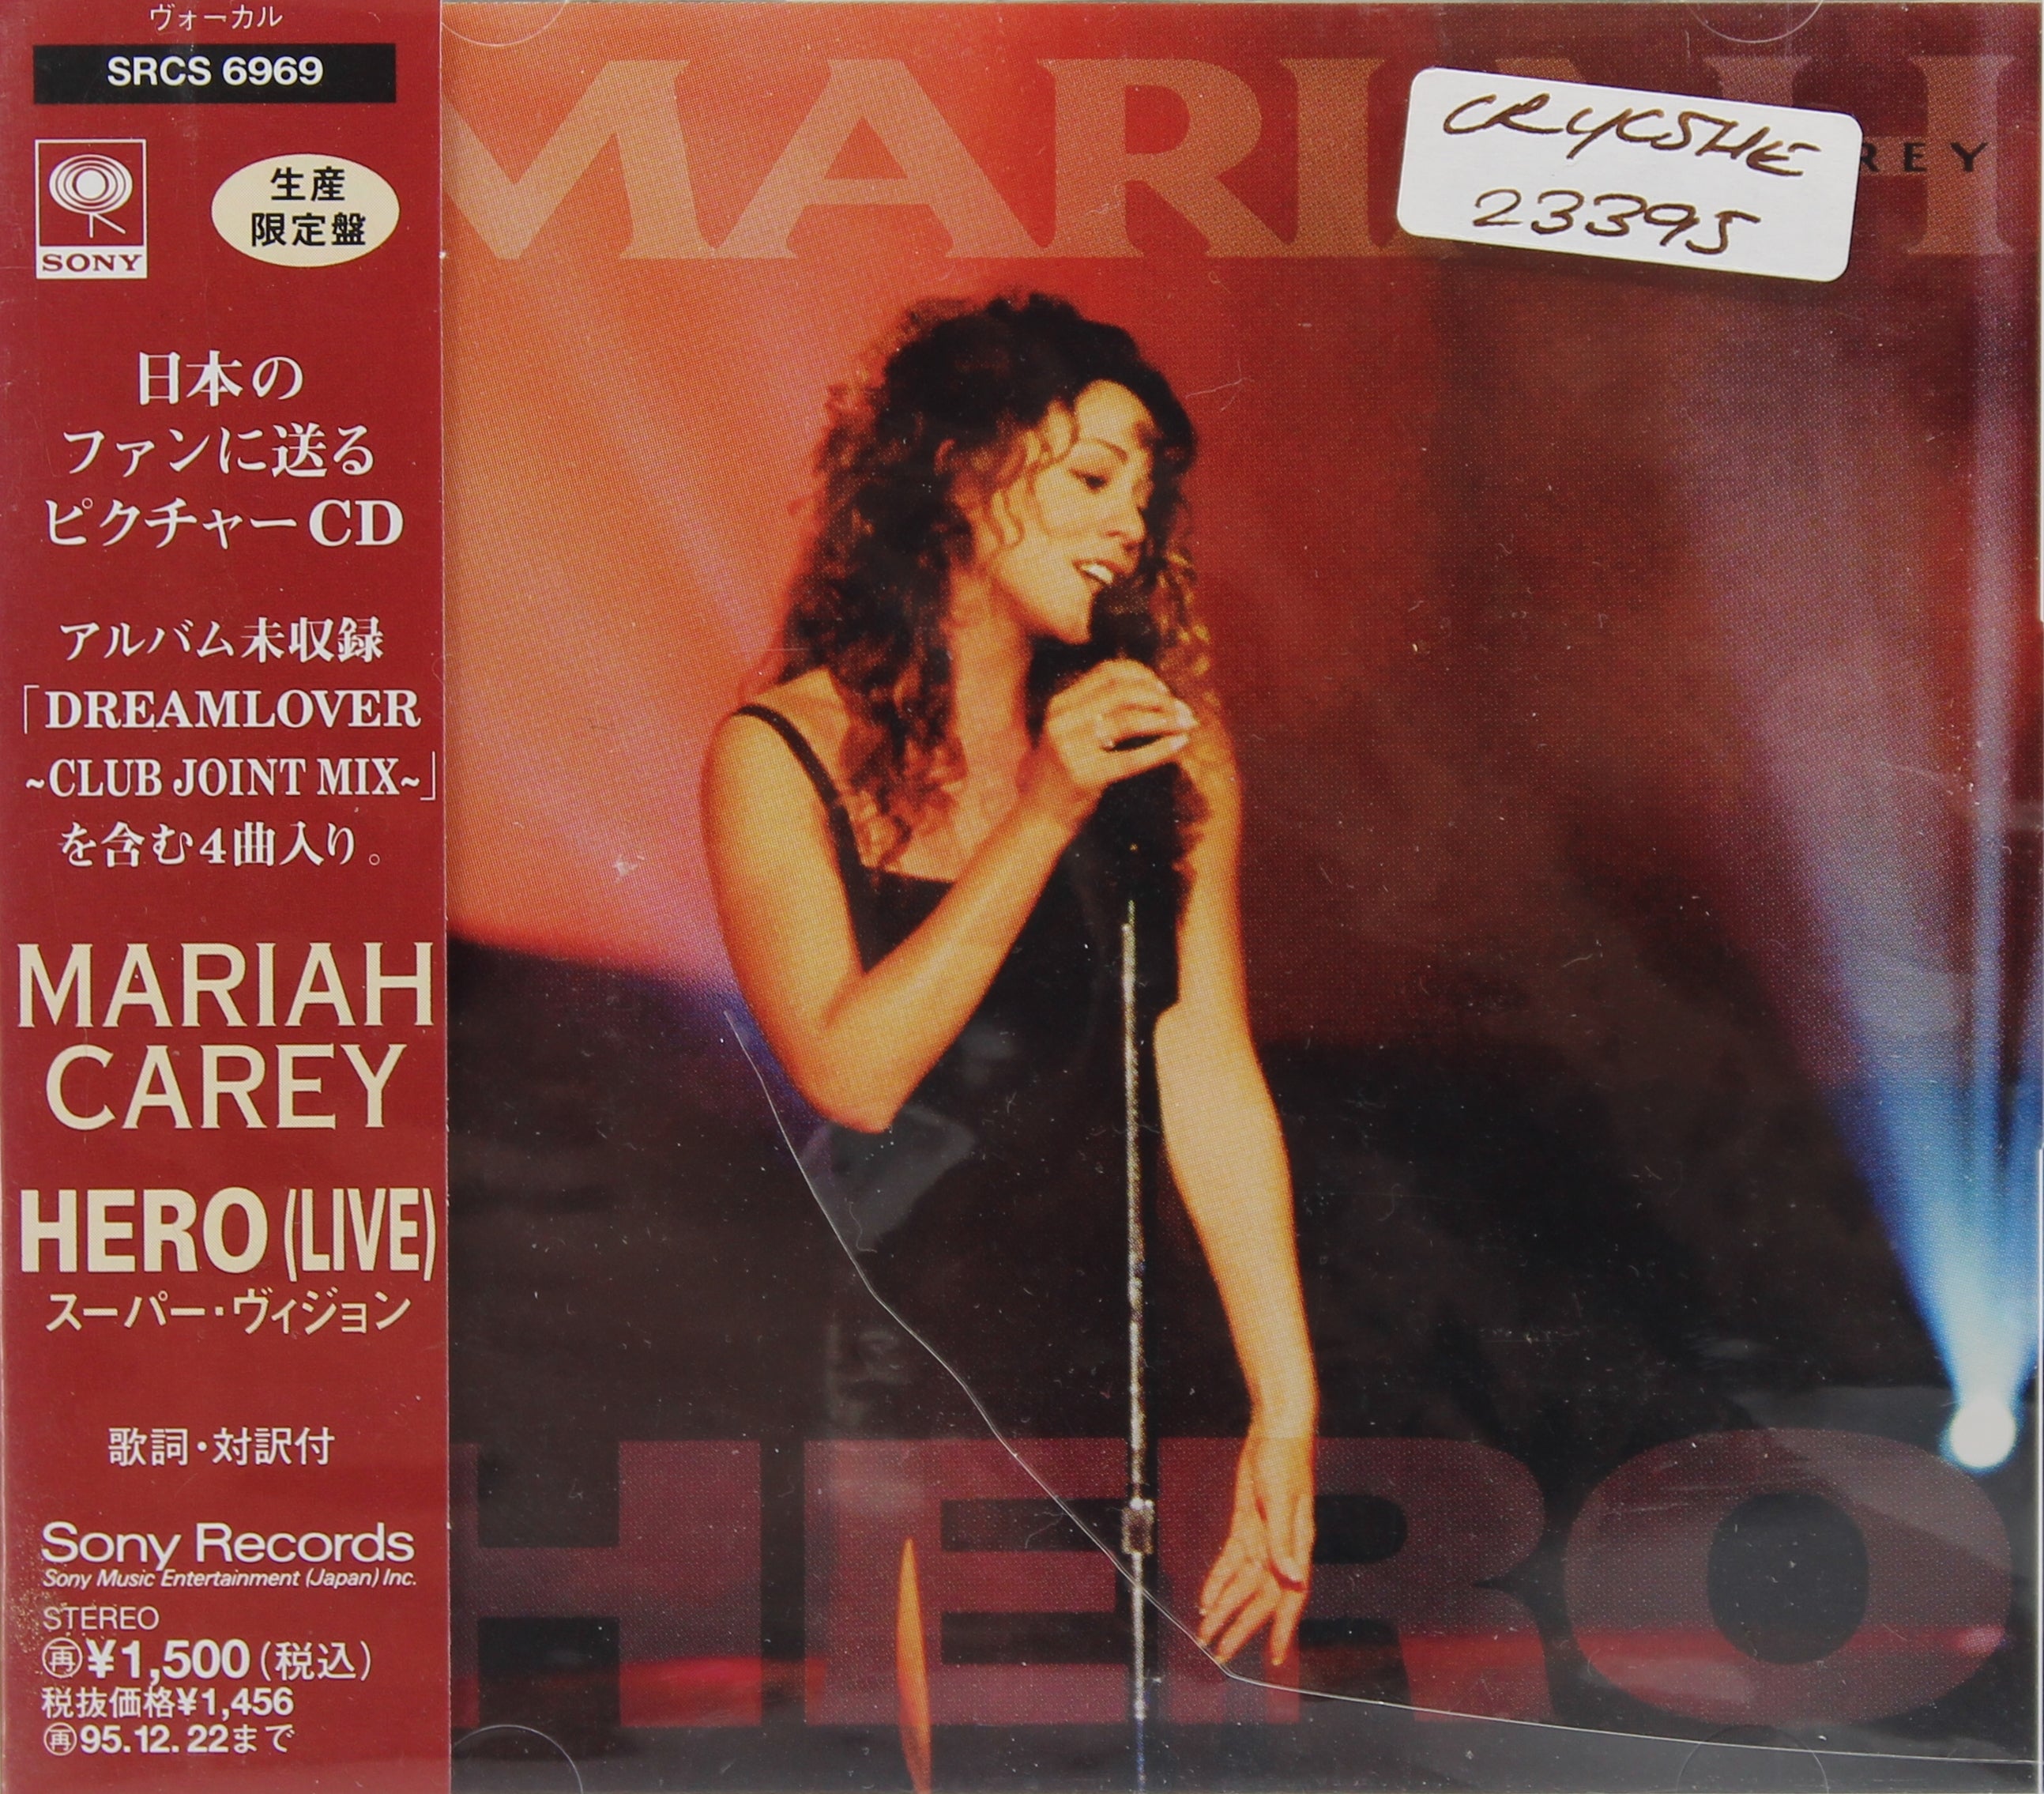 ヴォーカル
SRCS 6969
SONY
生産
限定盤
日本の
ファンに送る
ピクチャーCD
アルバム未収録
「DREAMLOVER
~CLUB JOINT MIX~」
を含む4曲入り。
MARIAH
CAREY
HERO (LIVE)
スーパー・ヴィジョン
歌詞・対訳付
Sony Records
Sony Music Entertainment (Japan) Inc.
STEREO
再¥1,500(税込)
税抜価格¥1,456
再95.12.22まで
MARIAH
REY
23395
HERO